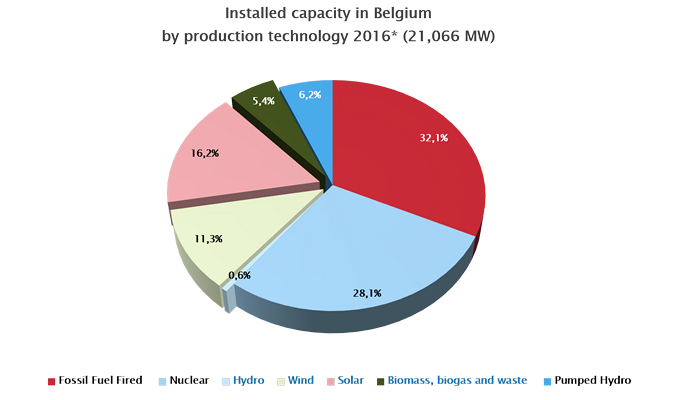 Installed capacity in Belgium
by production technology 2016* (21,066 MW)
6,2%
5,4%
32,1%
16,2%
11,3%
0,6%
28,1%
Fossil Fuel Fired Nuclear Hydro Wind Solar Biomass, biogas and waste Pumped Hydro